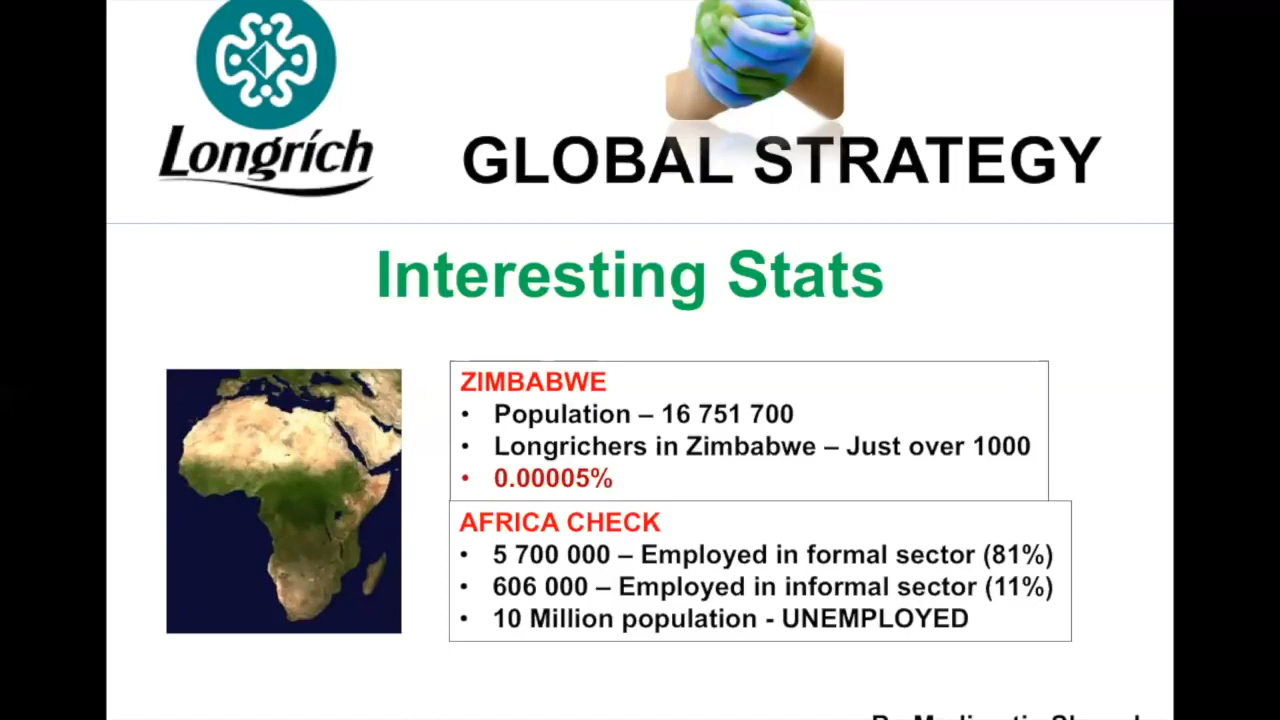 Longrích
GLOBAL STRATEGY
Interesting Stats
ZIMBABWE
• Population – 16 751 700
• Longrichers in Zimbabwe – Just over 1000
• 0.00005%
AFRICA CHECK
• 5 700 000 – Employed in formal sector (81%)
• 606 000 – Employed in informal sector (11%)
• 10 Million population - UNEMPLOYED